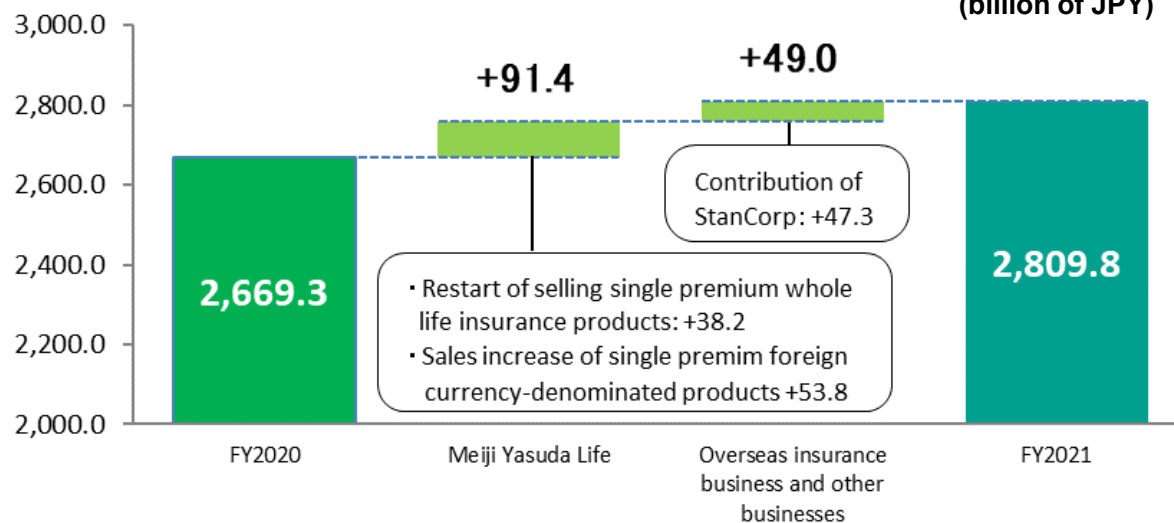 (billion of JPY)
3,000.0
2,800.0
2,600.0
2,400.0
2,200.0
2,000.0
+91.4
+49.0
Contribution of
StanCorp: +47.3
2,669.3
・Restart of selling single premium whole
life insurance products: +38.2
・Sales increase of single premim foreign
currency-denominated products +53.8
2,809.8
FY2020
Meiji Yasuda Life
Overseas insurance
business and other
businesses
FY2021